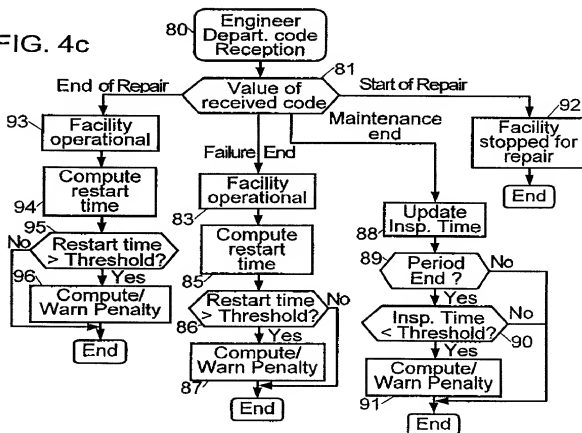 FIG. 4c
80
Engineer
Depart. code
Reception
81
Value of
received code
End of Repair
Start of Repair
93
Facility
operational
94
Compute
restart
time
95
No
Restart time
> Threshold?
Yes
96
Compute/
Warn Penalty
End
Failure End
83
Facility
operational
85
Compute
restart
time
86
Restart time
> Threshold?
No
Yes
87
Compute/
Warn Penalty
End
Maintenance
end
88
Update
Insp. Time
89
Period
End ?
No
Yes
Insp. Time
< Threshold?
No
90
Yes
91
Compute/
Warn Penalty
End
92
Facility
stopped for
repair
End